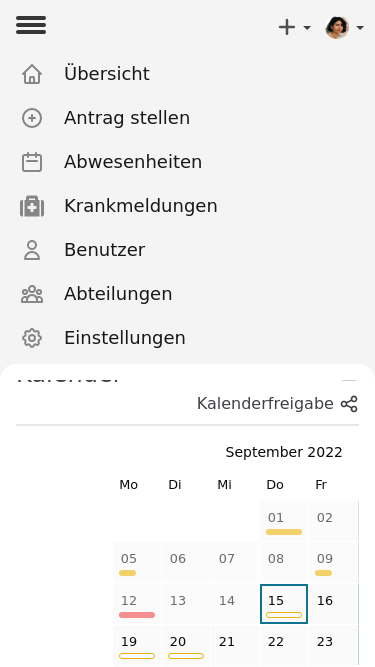 Übersicht
Antrag stellen
Abwesenheiten
Krankmeldungen
Benutzer
Abteilungen
Einstellungen
Kalenderfreigabe
September 2022
Mo Di Mi Do Fr
01 02
05 06 07 08 09
12 13 14 15 16
19 20 21 22 23